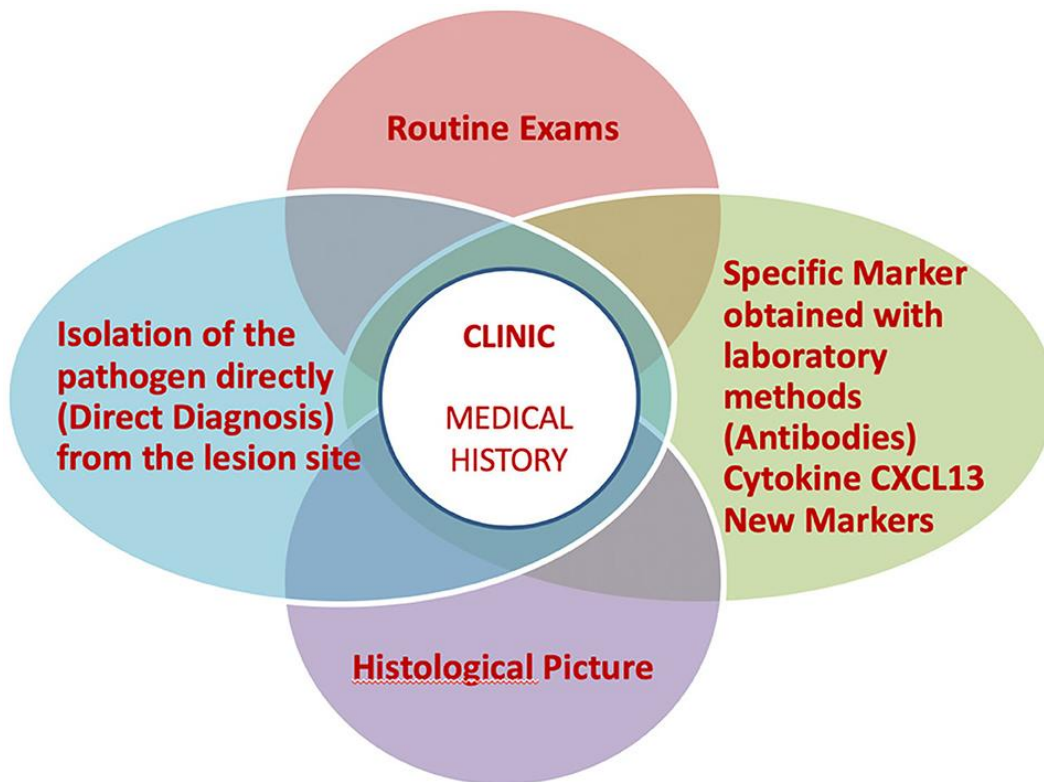 Routine Exams
Isolation of the
pathogen directly
(Direct Diagnosis)
from the lesion site
CLINIC
MEDICAL
HISTORY
Specific Marker
obtained with
laboratory
methods
(Antibodies)
Cytokine CXCL13
New Markers
Histological Picture